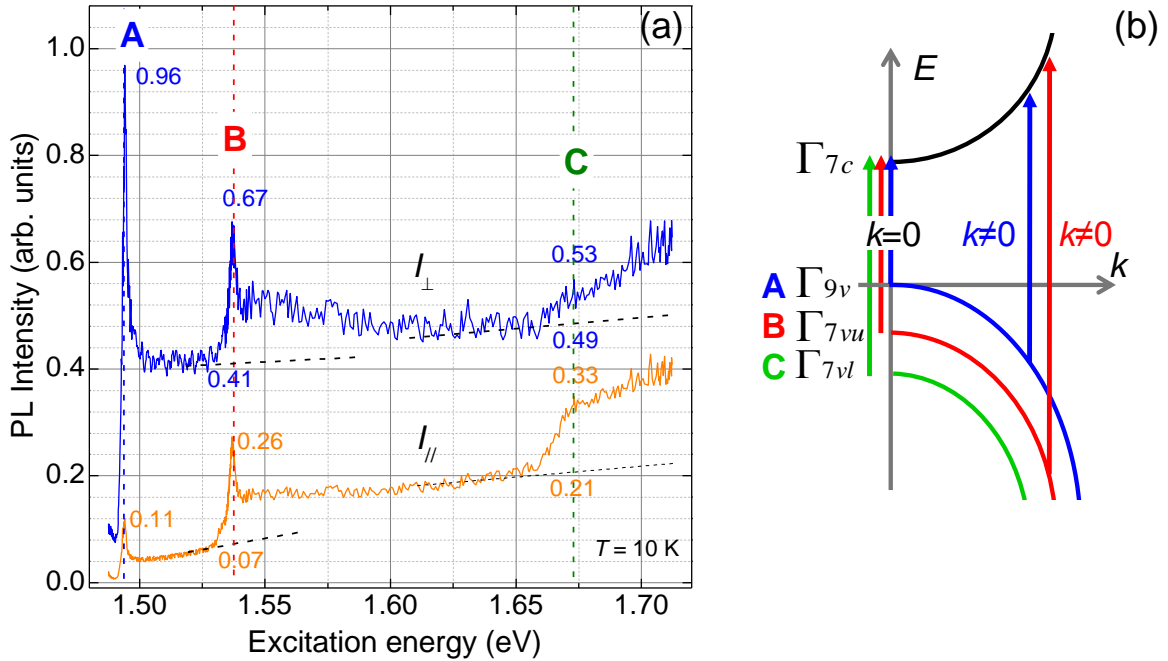 (a)
A
1.0
0.96
0.8
B
C
0.67
0.6
0.53
I⊥
0.49
0.4
0.41
0.33
I//
0.26
0.2
0.21
0.11
0.07
T = 10 K
0.0
1.50
1.55
1.60
1.65
1.70
Excitation energy (eV)
PL Intensity (arb. units)
(b)
E
Γ7c
k=0
k≠0
k≠0
k
A Γ9v
B Γ7vu
C Γ7vl